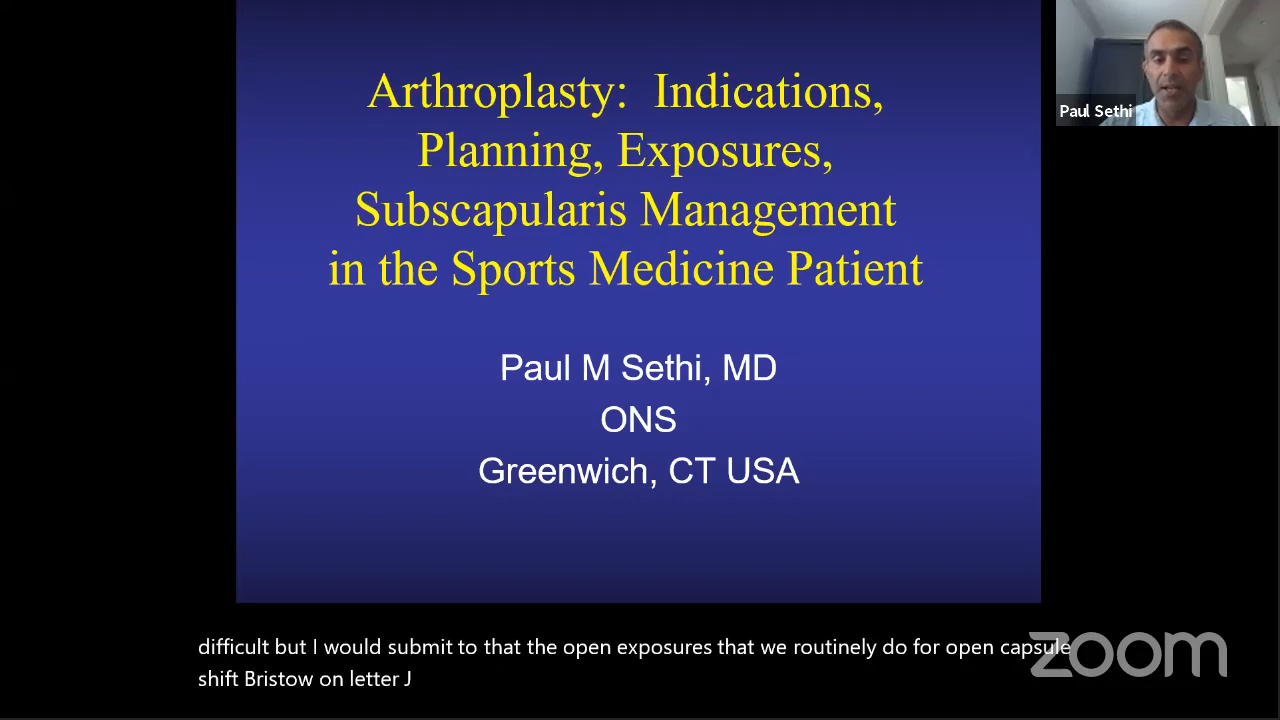 Arthroplasty: Indications,
Planning, Exposures,
Subscapularis Management
in the Sports Medicine Patient
Paul M Sethi, MD
ONS
Greenwich, CT USA
Paul Sethi
difficult but I would submit to that the open exposures that we routinely do for open capsule
shift Bristow on letter J
zoom